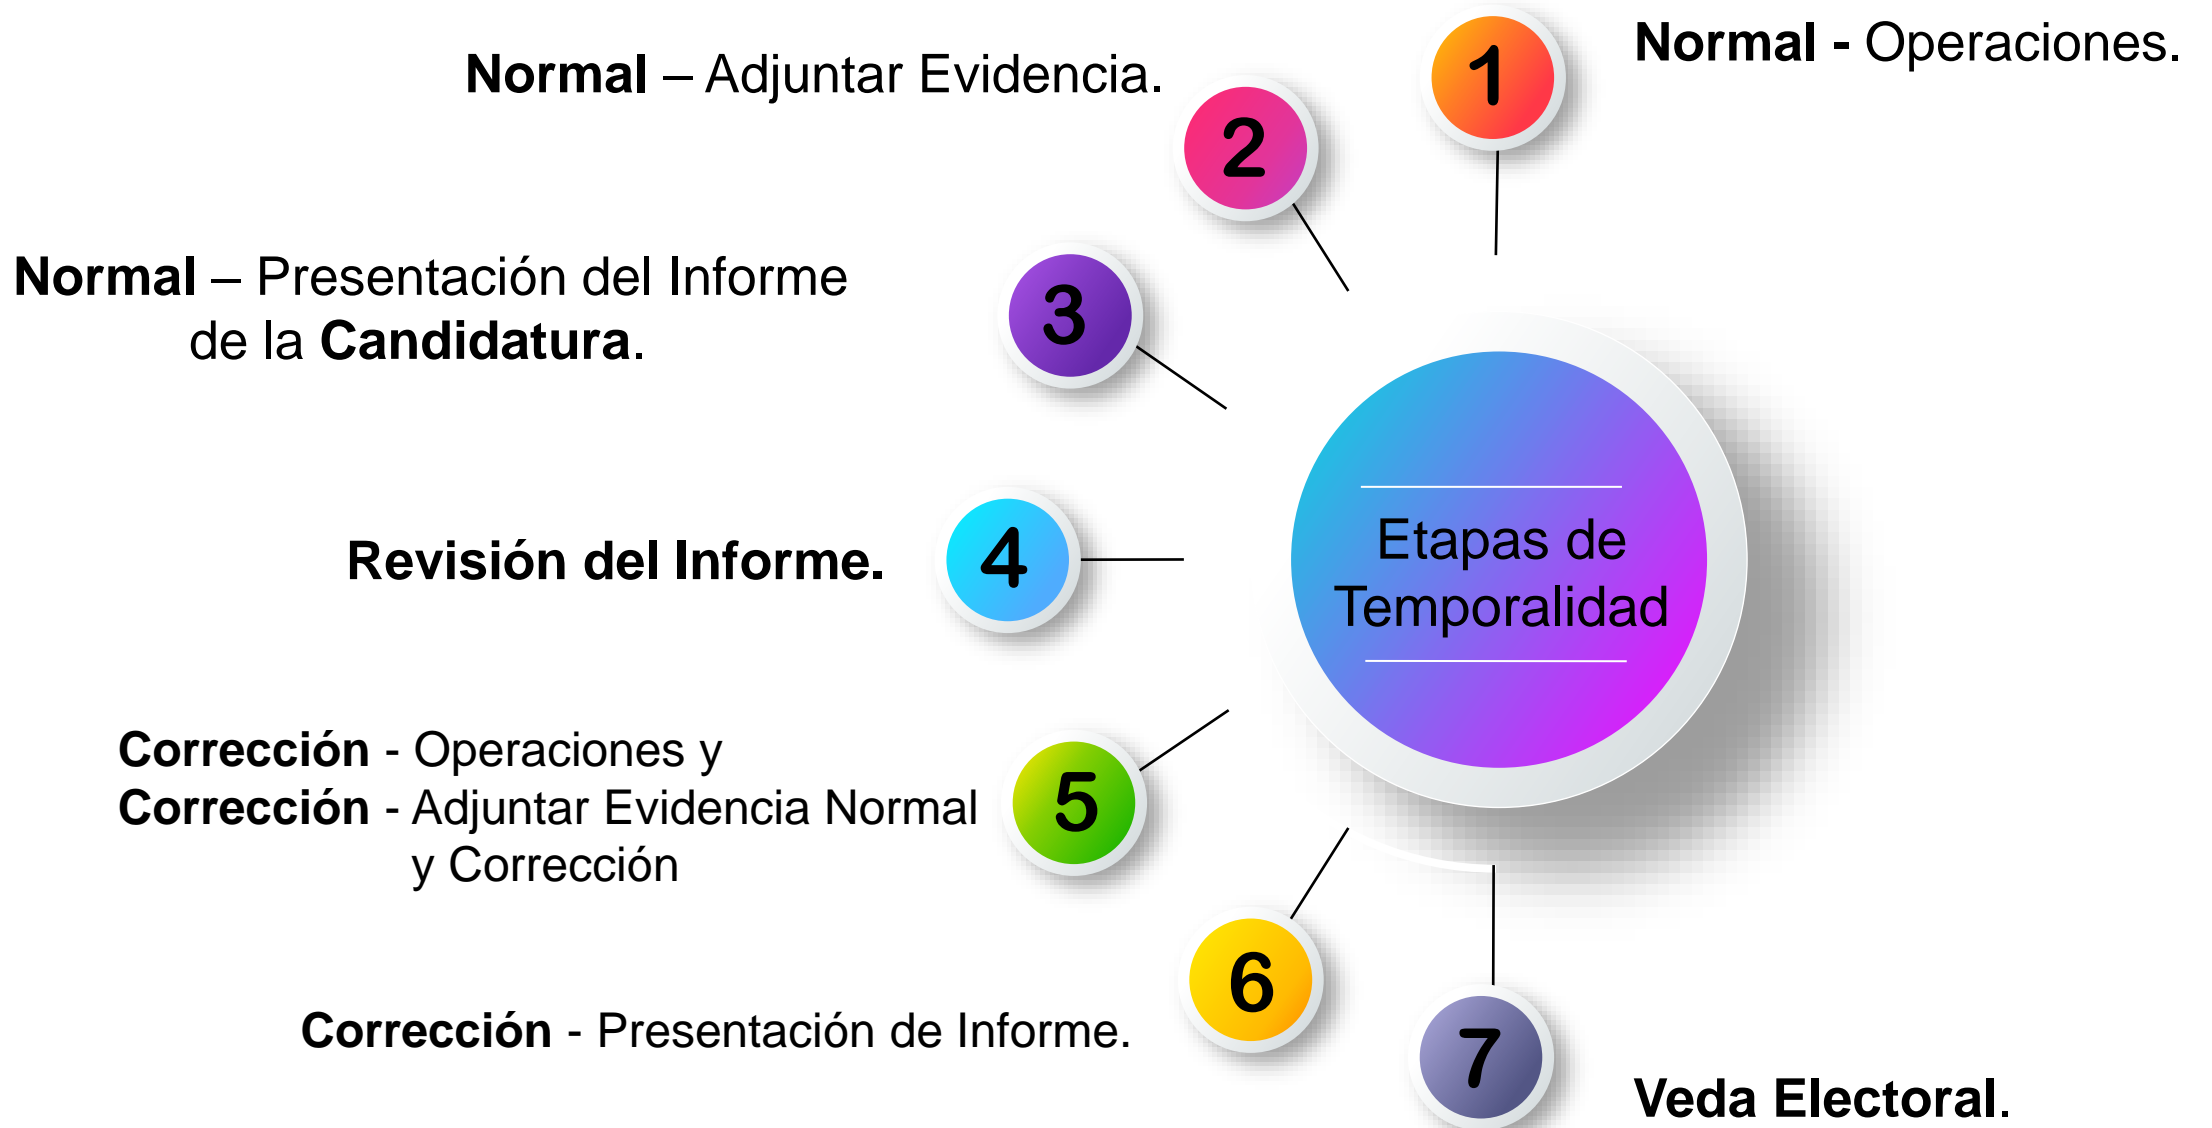 1
Normal - Operaciones.
2
Normal – Adjuntar Evidencia.
3
Normal – Presentación del Informe
de la Candidatura.
4
Revisión del Informe.
5
Corrección - Operaciones y
Corrección - Adjuntar Evidencia Normal
y Corrección
6
Corrección - Presentación de Informe.
7
Veda Electoral.
Etapas de
Temporalidad